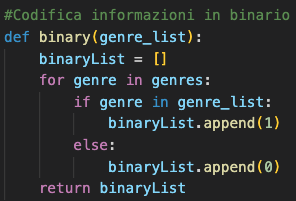 #Codifica informazioni in binario
def binary(genre_list):
    binaryList = []
    for genre in genres:
        if genre in genre_list:
            binaryList.append(1)
        else:
            binaryList.append(0)
    return binaryList